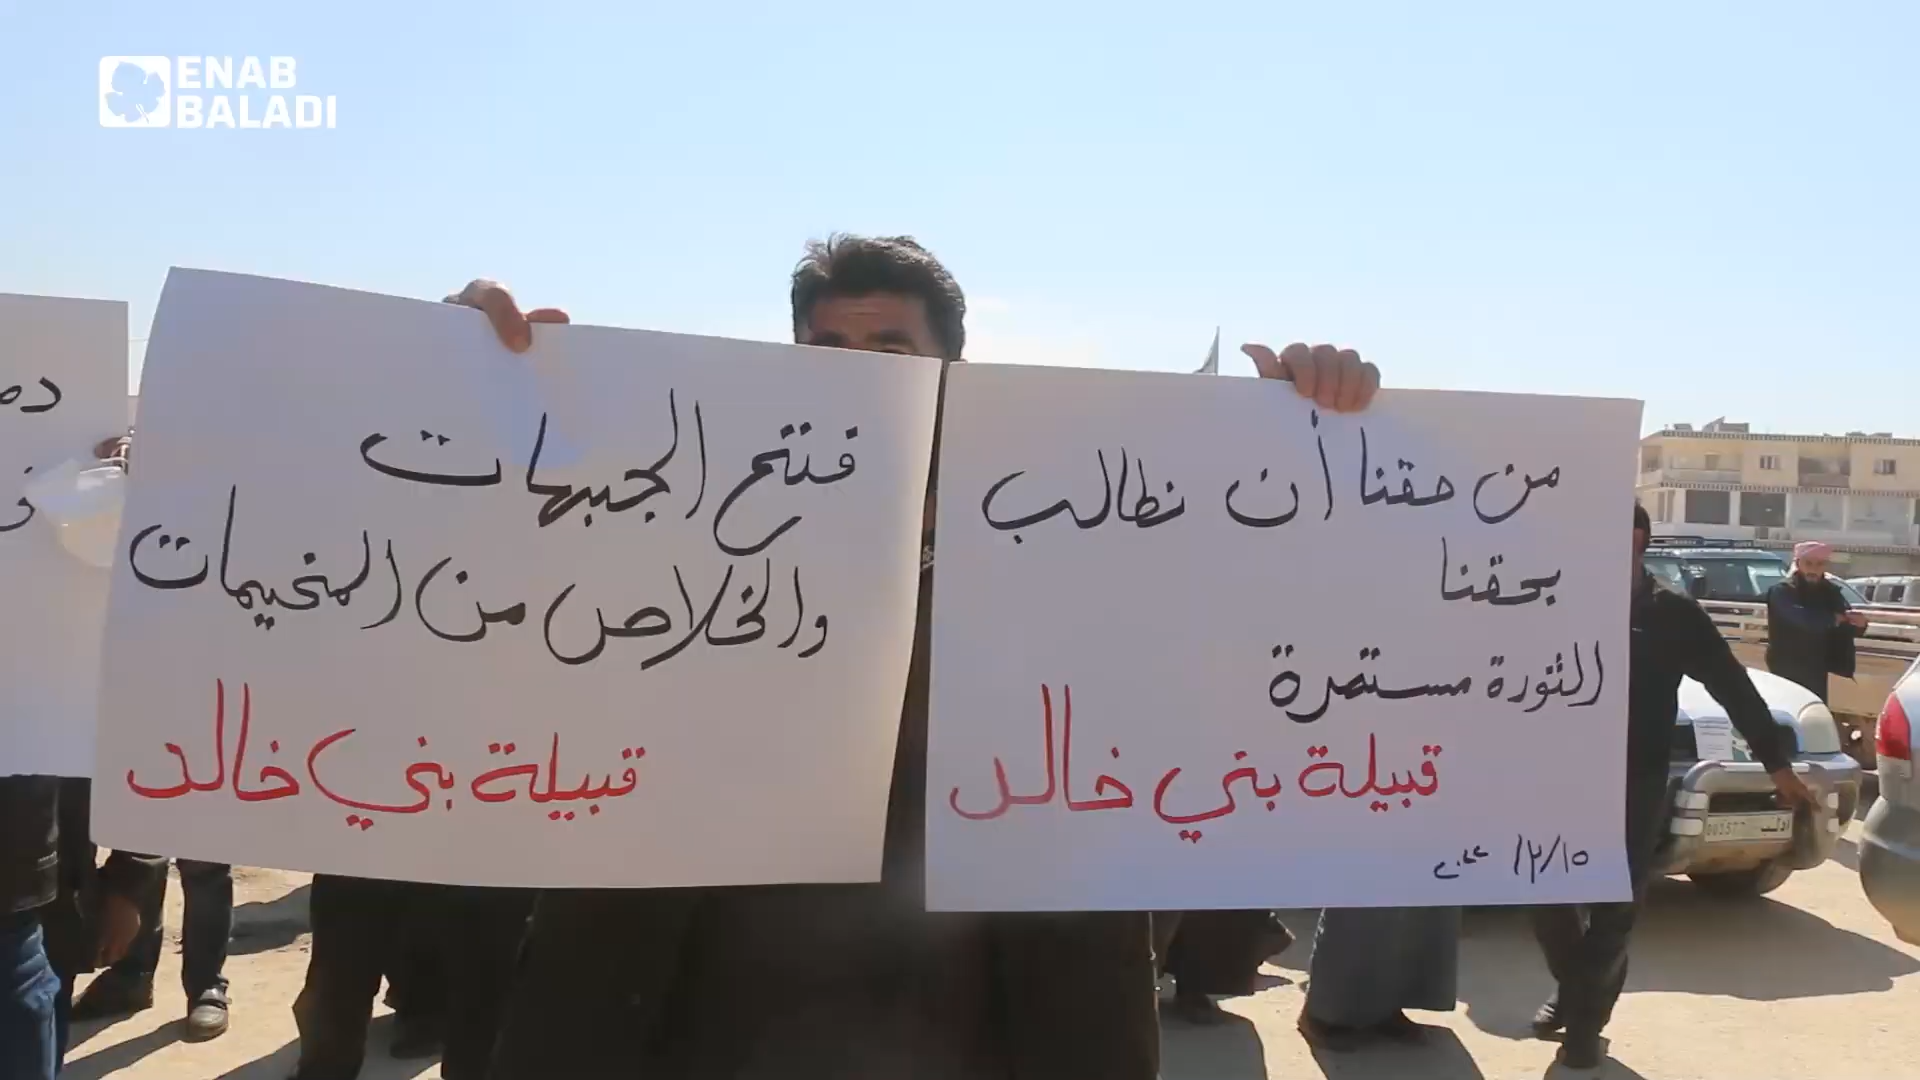 ENAB
BALADI
من حقنا أن نطالب
بحقنا
الثورة مستمرة
قبيلة بني خالد
١٢/١٥
فتح الجبهات
والخلاص من المخيمات
قبيلة بني خالد